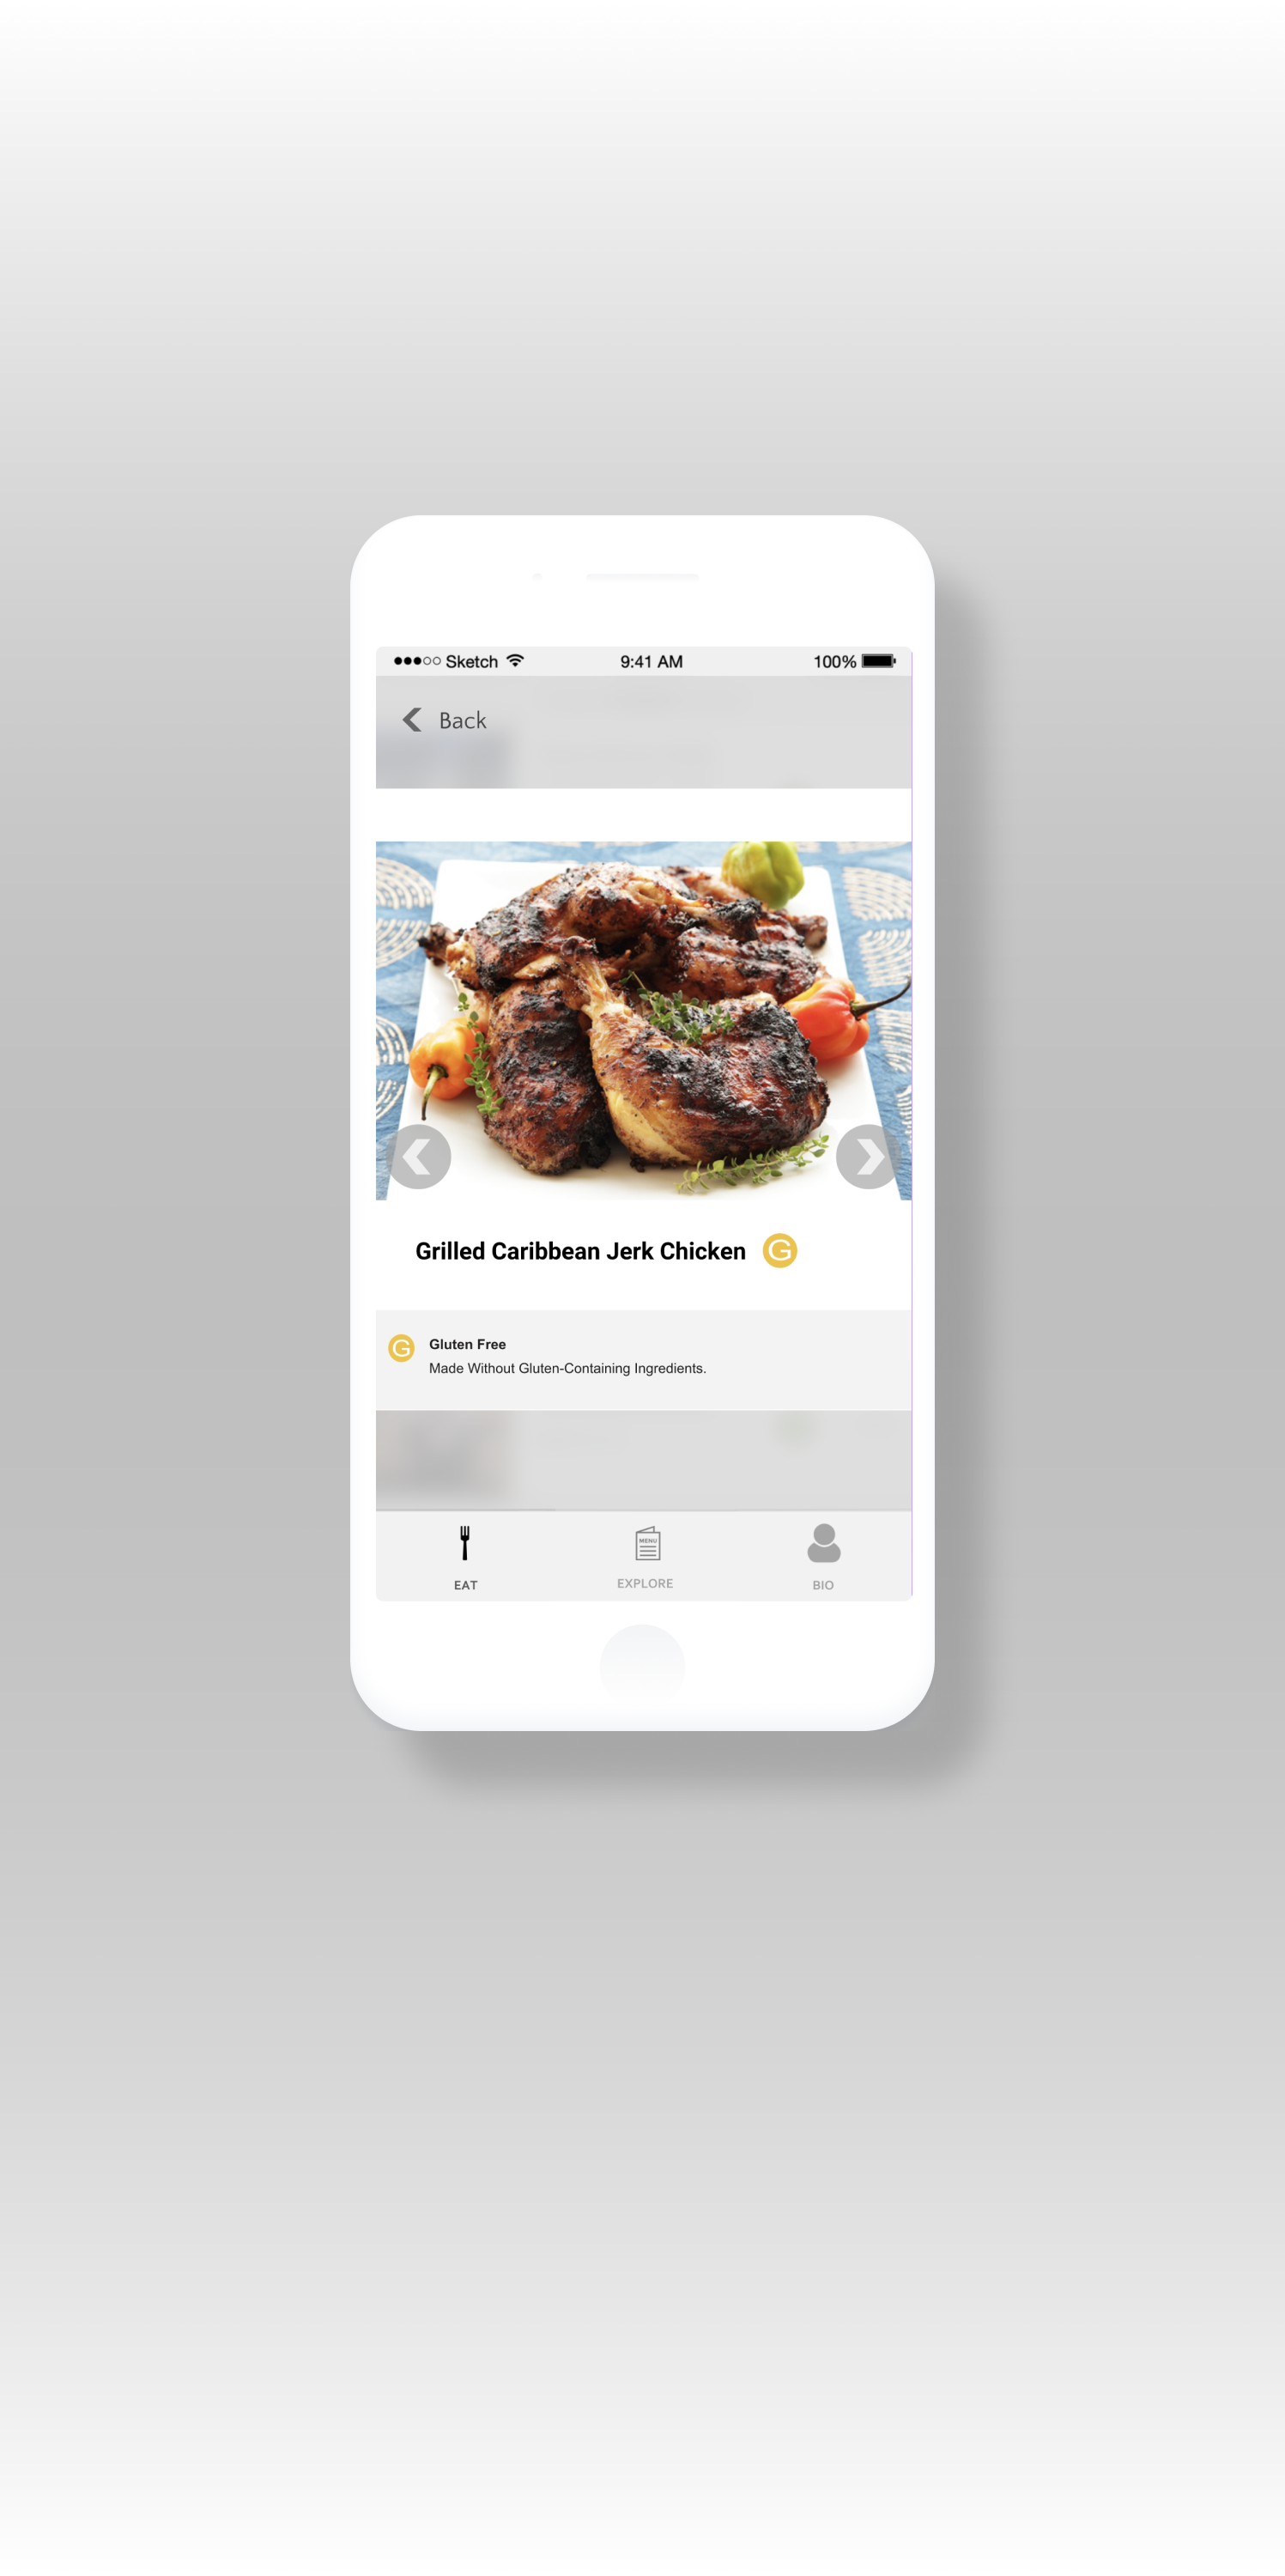 Sketch 9:41 AM 100%
Back
Grilled Caribbean Jerk Chicken G
G Gluten Free
Made Without Gluten-Containing Ingredients.
MENU
EAT EXPLORE BIO